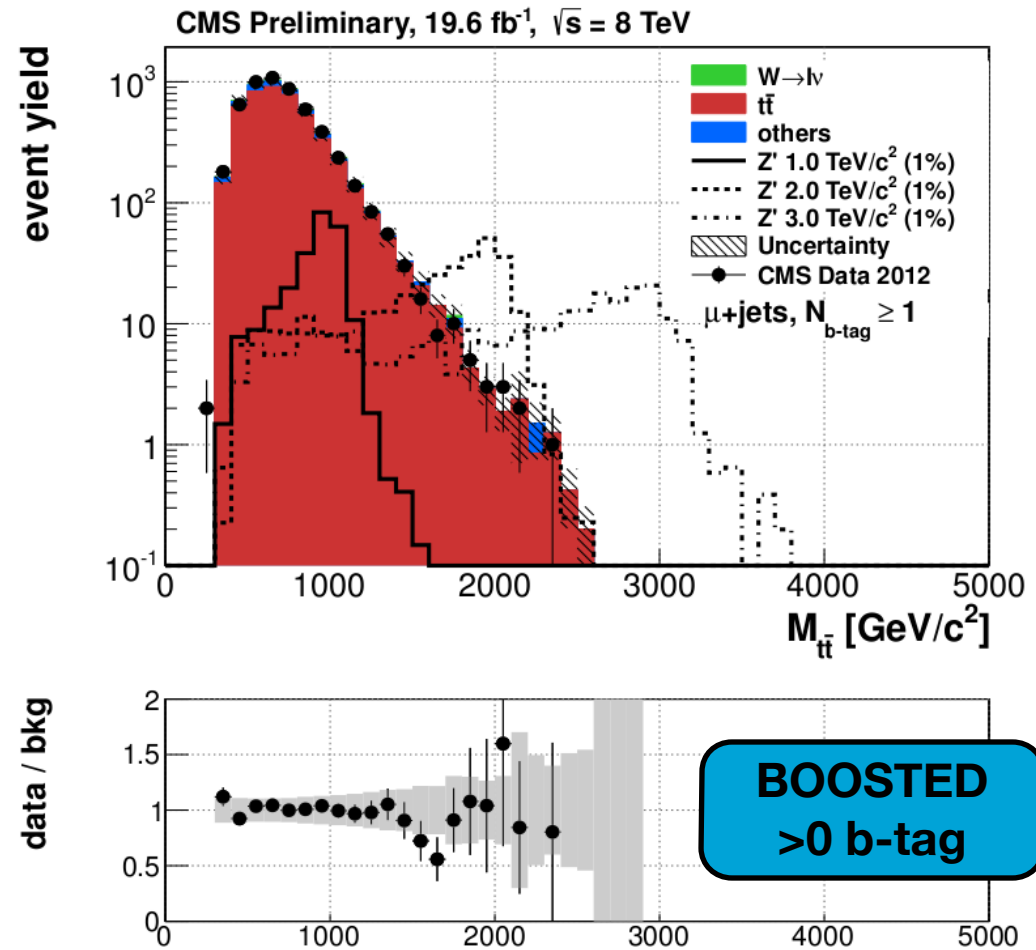 CMS Preliminary, 19.6 fb⁻¹, √s = 8 TeV
event yield
10³
10²
10
1
10⁻¹
W→lν
tt̄
others
Z' 1.0 TeV/c² (1%)
Z' 2.0 TeV/c² (1%)
Z' 3.0 TeV/c² (1%)
Uncertainty
CMS Data 2012
μ+jets, N_b-tag ≥ 1
0 1000 2000 3000 4000 5000
M_tt̄ [GeV/c²]
data / bkg
2
1.5
1
0.5
0
BOOSTED
>0 b-tag
0 1000 2000 3000 4000 5000